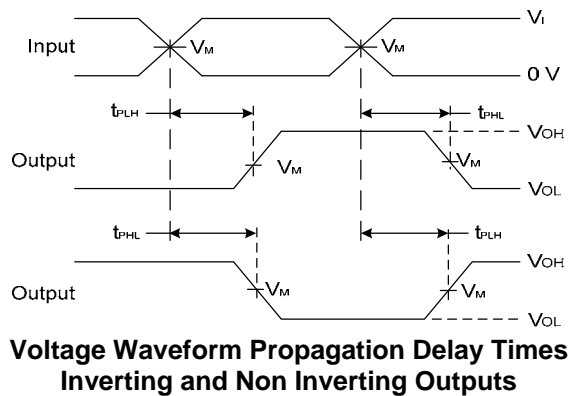 VI
Input VM VM
0 V
tPLH tPHL
VOH
Output VM VM
VOL
tPHL tPLH
VOH
Output VM VM
VOL
Voltage Waveform Propagation Delay Times
Inverting and Non Inverting Outputs